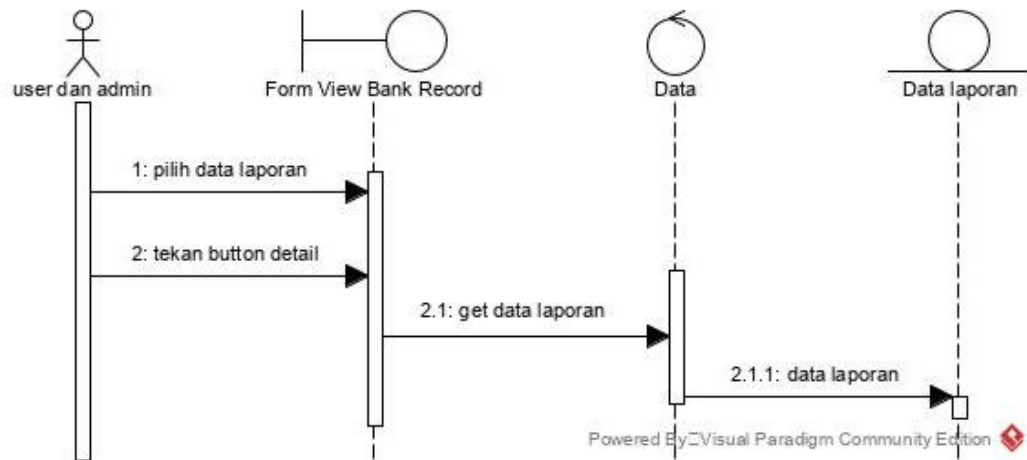 user dan admin
Form View Bank Record
Data
Data laporan
1: pilih data laporan
2: tekan button detail
2.1: get data laporan
2.1.1: data laporan
Powered By Visual Paradigm Community Edition